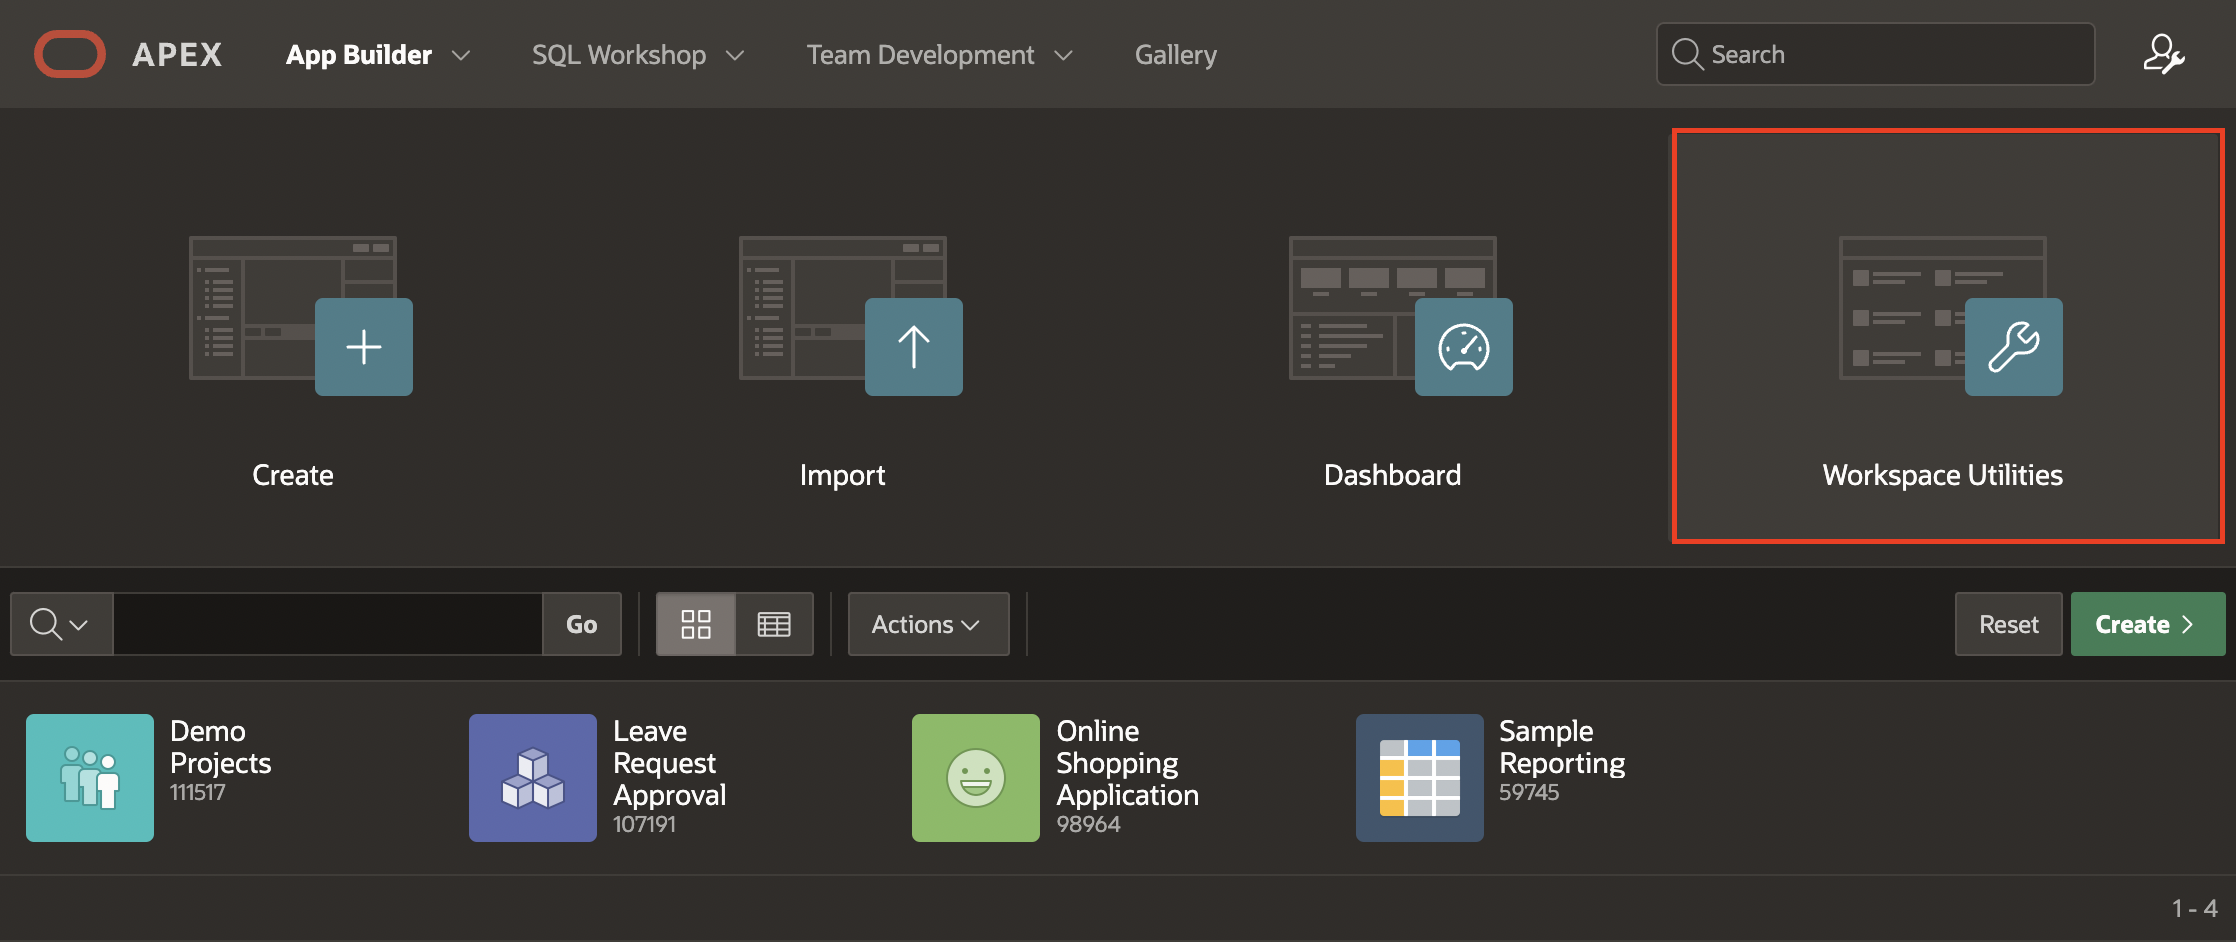 APEX App Builder SQL Workshop Team Development Gallery Search
Create Import Dashboard Workspace Utilities
Go Actions Reset Create
Demo
Projects
111517
Leave
Request
Approval
107191
Online
Shopping
Application
98964
Sample
Reporting
59745
1 - 4